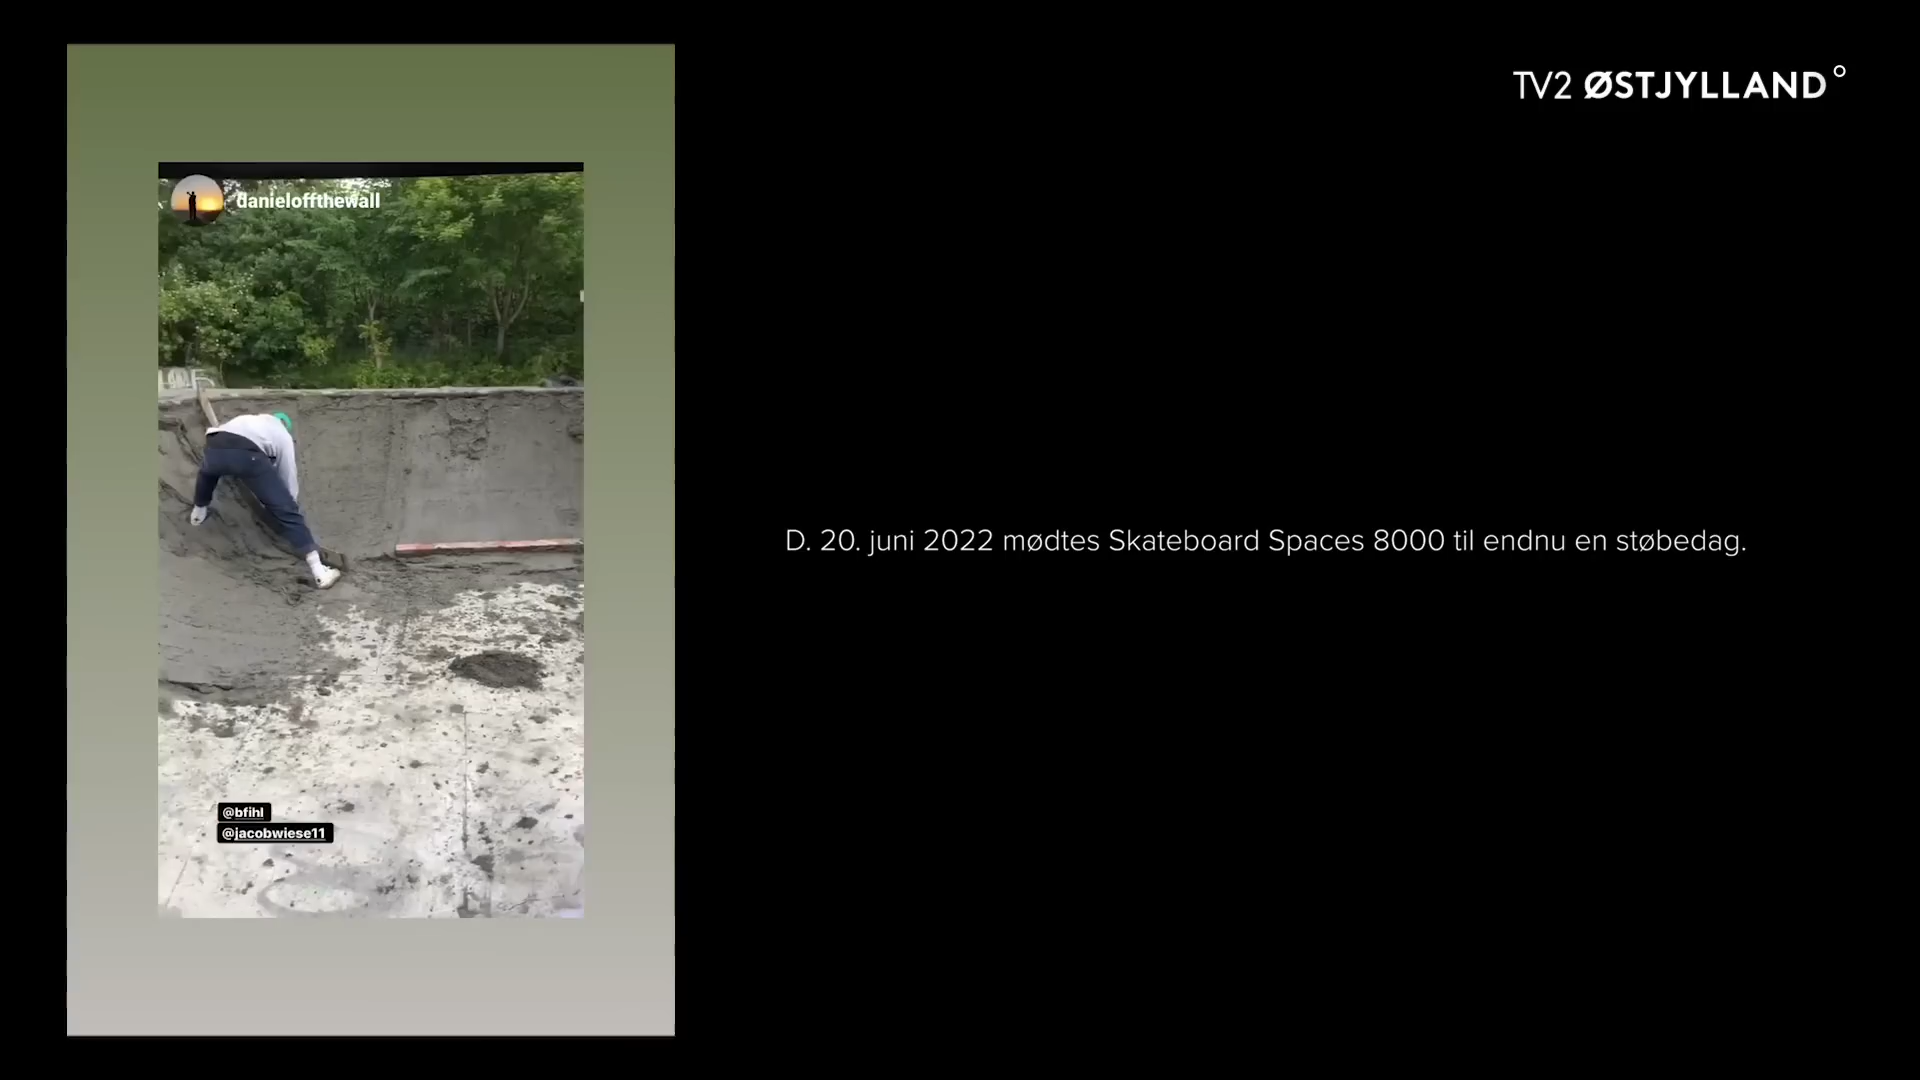 TV2 ØSTJYLLAND°
danieloffthewall
@bfihl
@jacobwiese11
D. 20. juni 2022 mødtes Skateboard Spaces 8000 til endnu en støbedag.